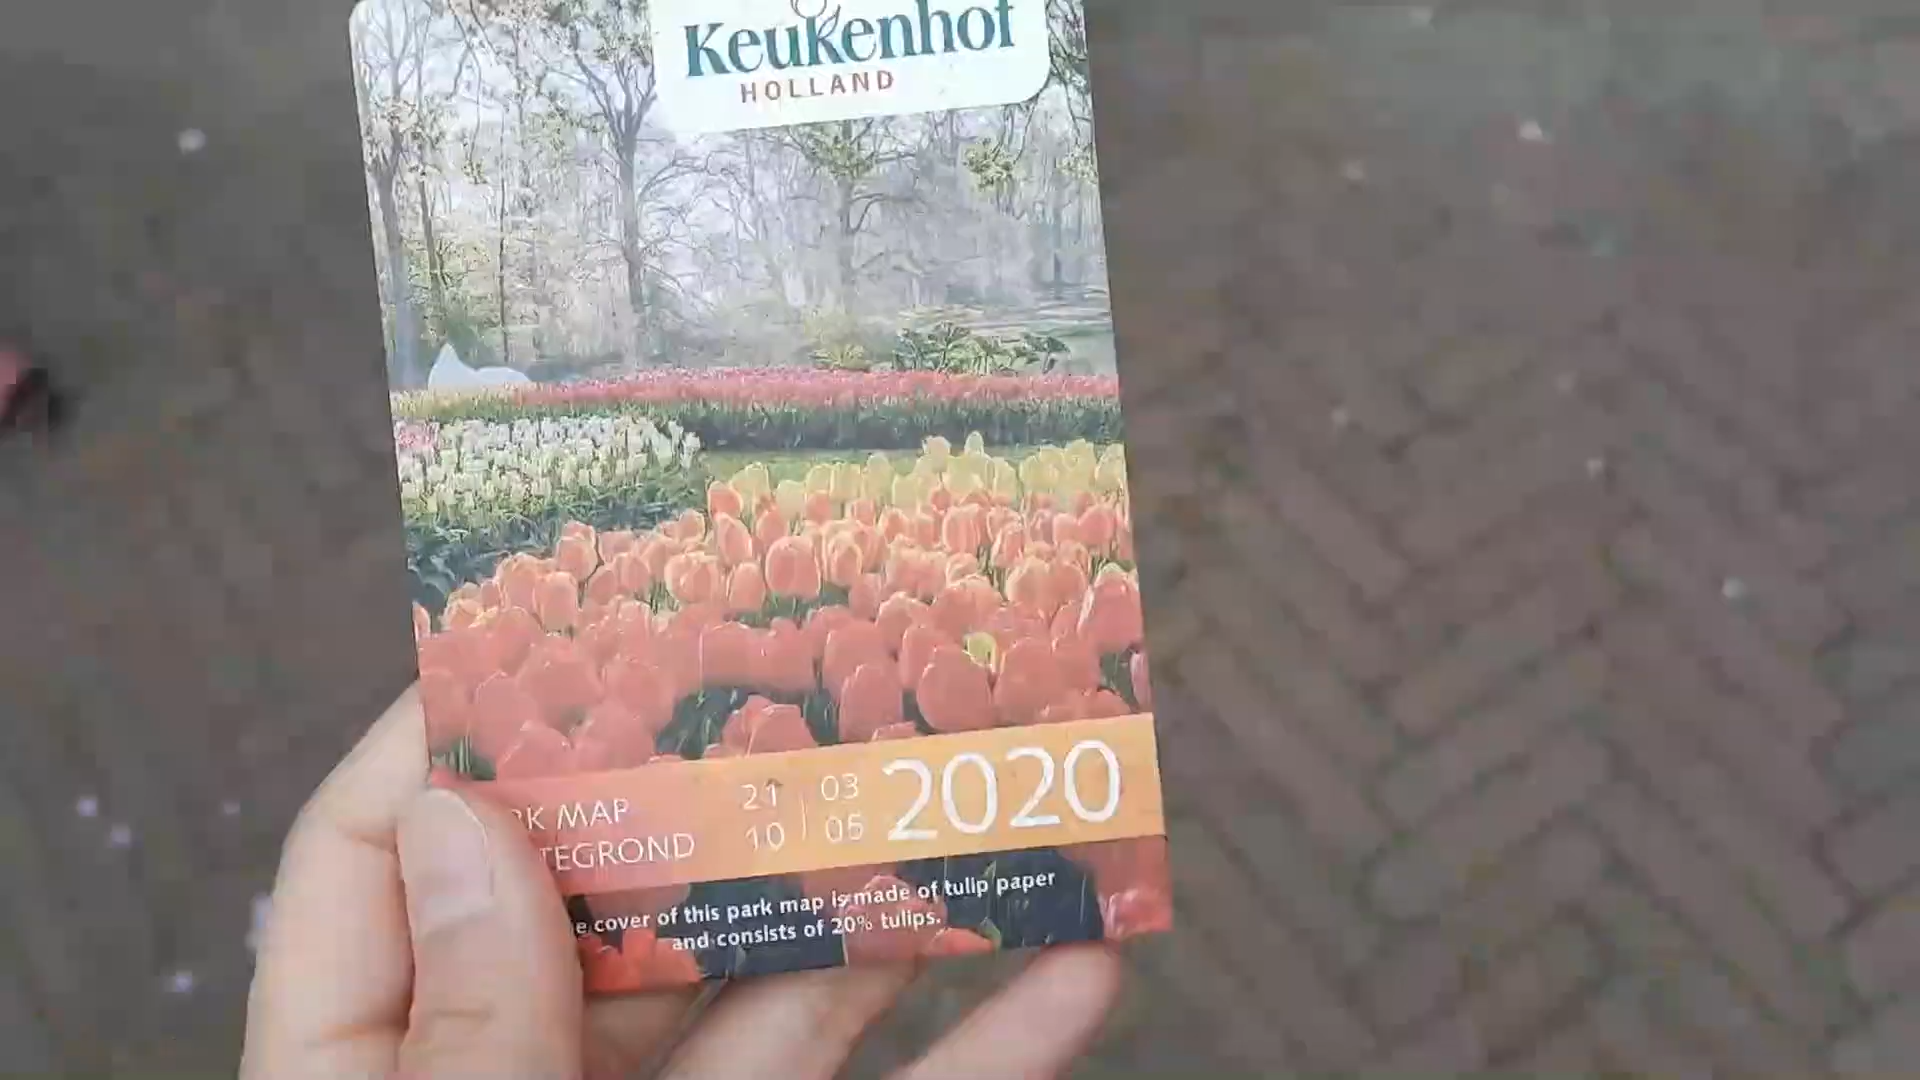 Keukenhof
HOLLAND
RK MAP
TEGROND
21 03
10 05
2020
e cover of this park map is made of tulip paper
and consists of 20% tulips.